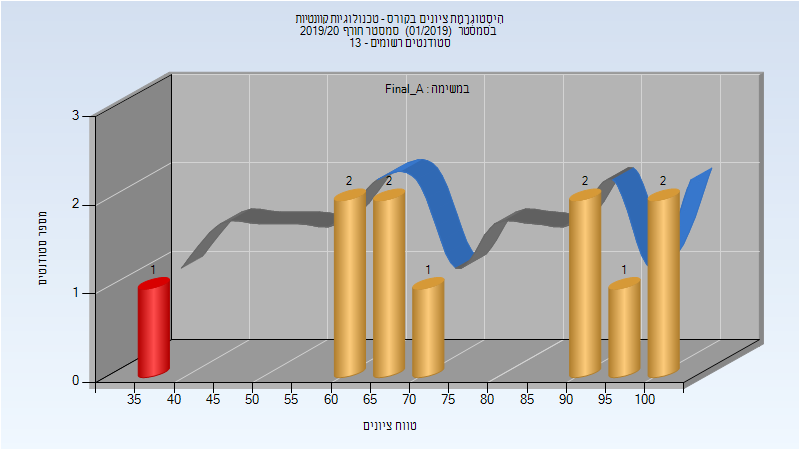 היסטוגרמת ציונים בקורס - טכנולוגיות קוונטיות
בסמסטר (01/2019) סמסטר חורף 2019/20
סטודנטים רשומים - 13
במשימה : Final_A
מספר סטודנטים
3
2
1
0
1
2
2
1
2
1
2
35 40 45 50 55 60 65 70 75 80 85 90 95 100
טווח ציונים